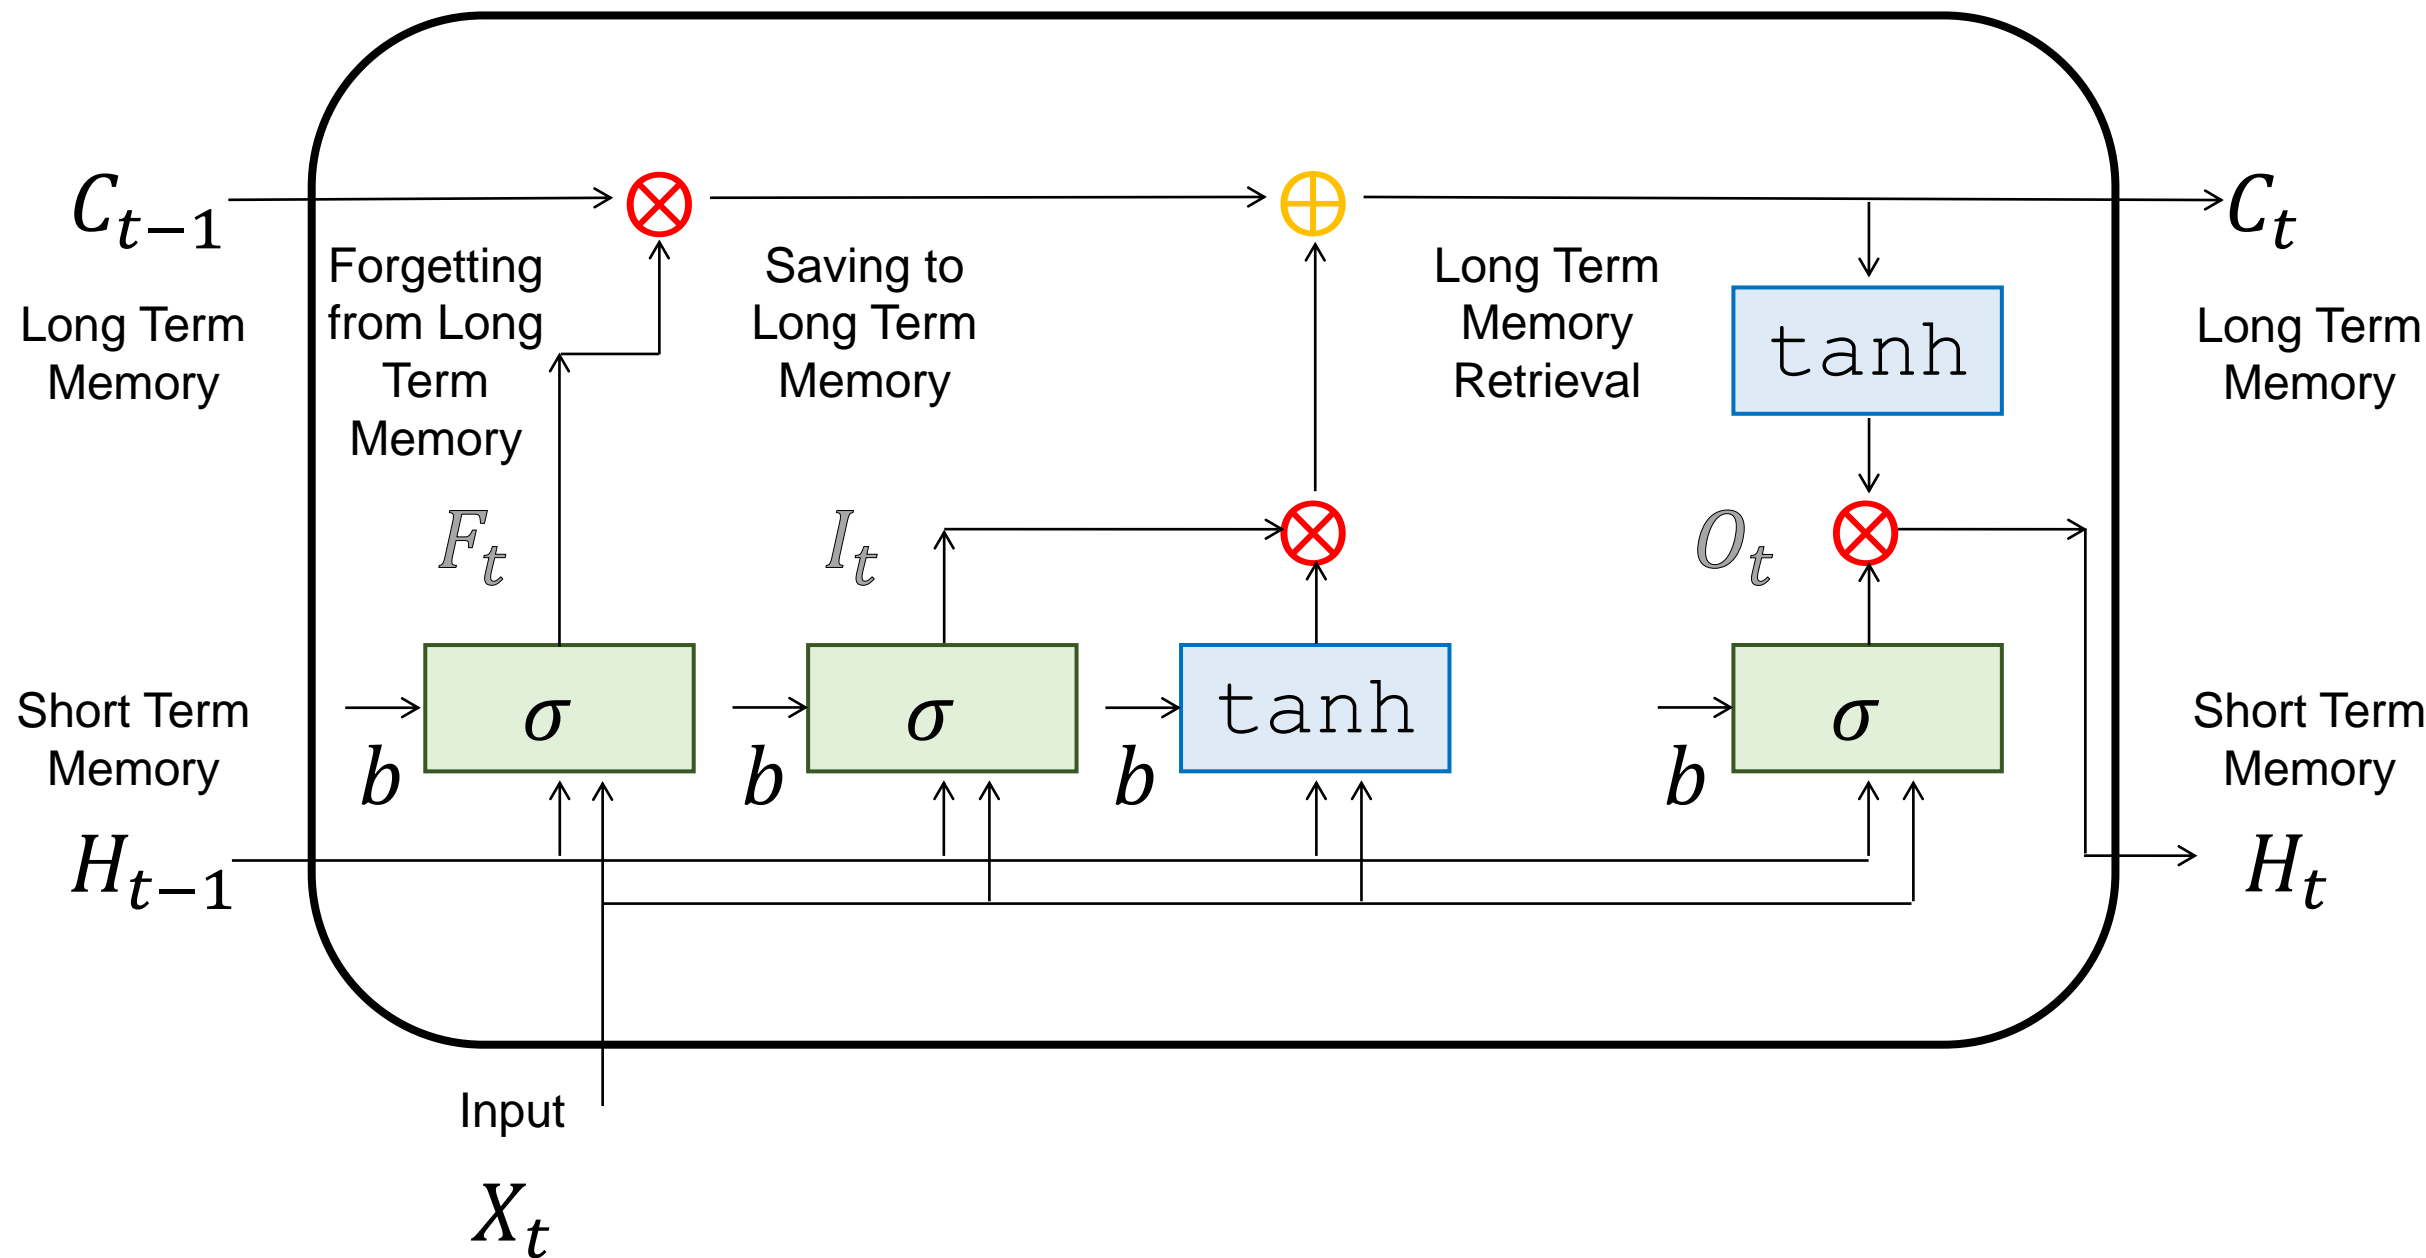 C_{t-1}
Long Term
Memory
Forgetting
from Long
Term
Memory
Saving to
Long Term
Memory
Long Term
Memory
Retrieval
tanh
C_t
Long Term
Memory
F_t
I_t
O_t
Short Term
Memory
H_{t-1}
b
σ
b
σ
b
tanh
b
σ
Short Term
Memory
H_t
Input
X_t